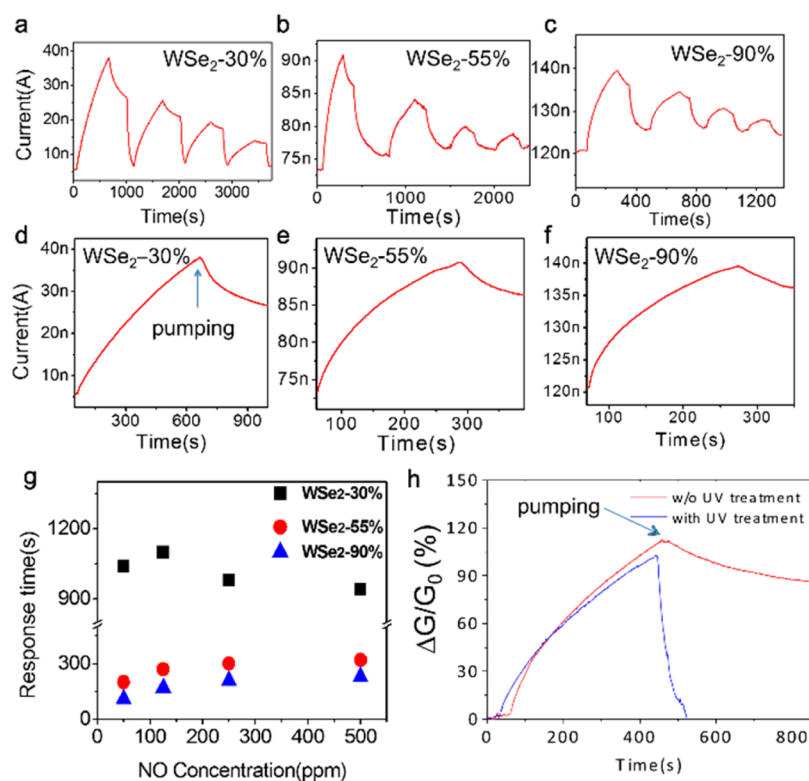 a
WSe2-30%
40n
30n
20n
10n
Current(A)
0
1000
2000
3000
Time(s)
b
WSe2-55%
90n
85n
80n
75n
0
1000
2000
Time(s)
c
WSe2-90%
140n
130n
120n
0
400
800
1200
Time(s)
d
WSe2–30%
pumping
40n
30n
20n
10n
Current(A)
300
600
900
Time(s)
e
WSe2-55%
90n
85n
80n
75n
100
200
300
Time(s)
f
WSe2-90%
140n
135n
130n
125n
120n
100
200
300
Time(s)
g
WSe2-30%
WSe2-55%
WSe2-90%
1200
900
300
0
Response time(s)
0
100
200
300
400
500
NO Concentration(ppm)
h
pumping
w/o UV treatment
with UV treatment
150
120
90
60
30
0
ΔG/G0 (%)
0
200
400
600
800
Time(s)